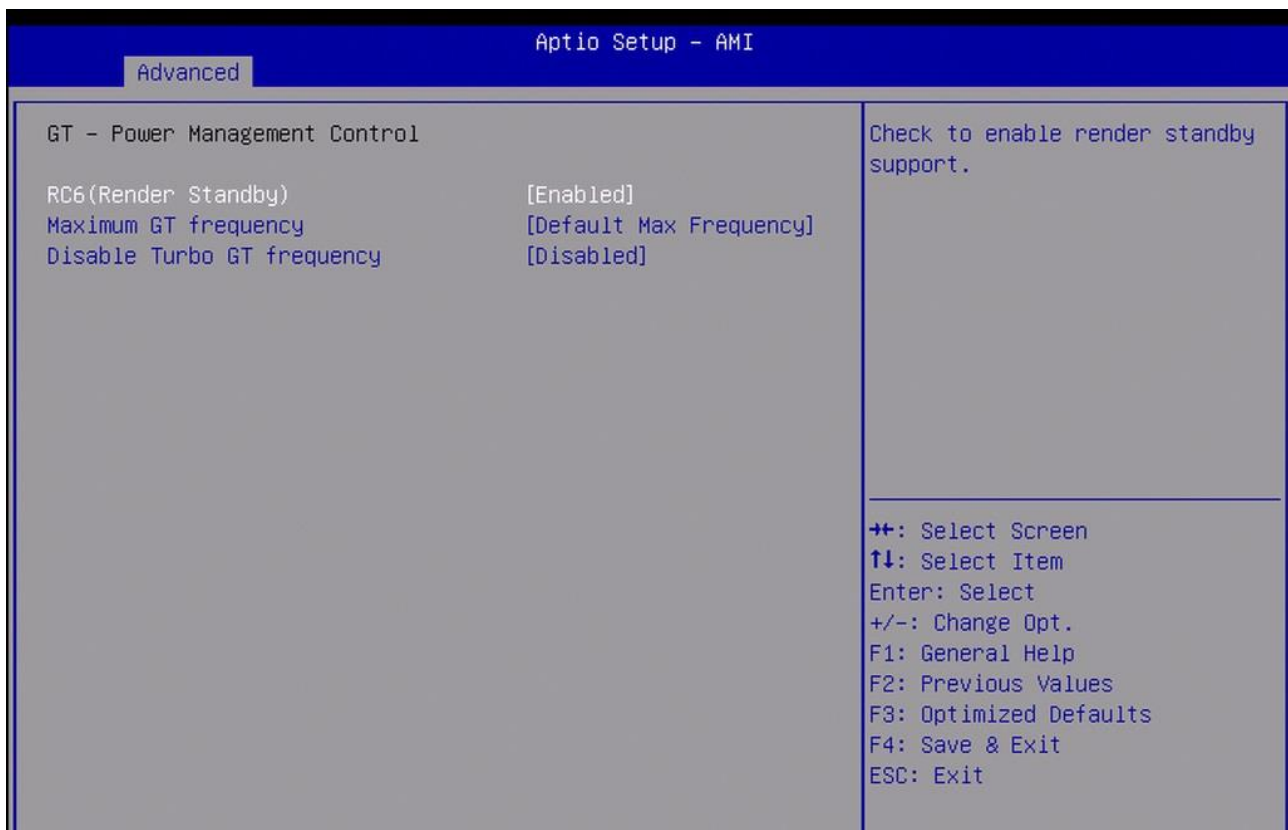 Aptio Setup – AMI
Advanced
GT – Power Management Control
RC6(Render Standby) [Enabled]
Maximum GT frequency [Default Max Frequency]
Disable Turbo GT frequency [Disabled]
Check to enable render standby
support.
→←: Select Screen
↑↓: Select Item
Enter: Select
+/-: Change Opt.
F1: General Help
F2: Previous Values
F3: Optimized Defaults
F4: Save & Exit
ESC: Exit